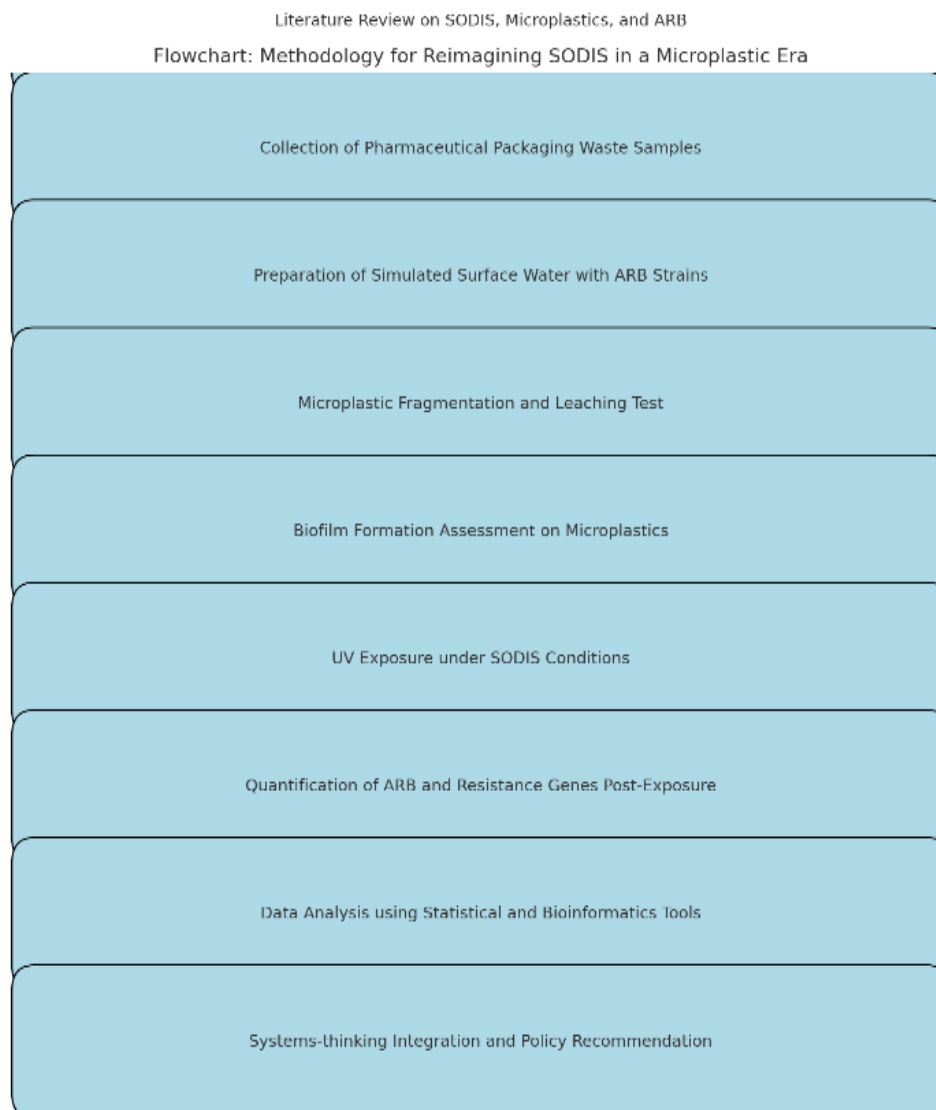 Literature Review on SODIS, Microplastics, and ARB
Flowchart: Methodology for Reimagining SODIS in a Microplastic Era
Collection of Pharmaceutical Packaging Waste Samples
Preparation of Simulated Surface Water with ARB Strains
Microplastic Fragmentation and Leaching Test
Biofilm Formation Assessment on Microplastics
UV Exposure under SODIS Conditions
Quantification of ARB and Resistance Genes Post-Exposure
Data Analysis using Statistical and Bioinformatics Tools
Systems-thinking Integration and Policy Recommendation